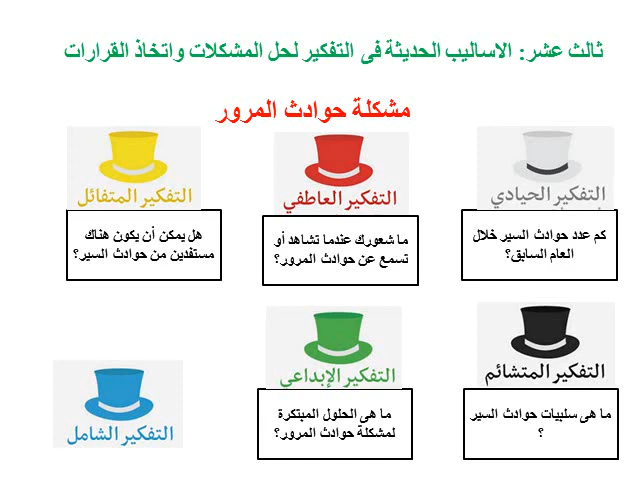 ثالث عشر: الاساليب الحديثة فى التفكير لحل المشكلات واتخاذ القرارات
مشكلة حوادث المرور
التفكير الحيادي
كم عدد حوادث السير خلال
العام السابق؟
التفكير العاطفي
ما شعورك عندما تشاهد أو
تسمع عن حوادث المرور؟
التفكير المتفائل
هل يمكن أن يكون هناك
مستفدين من حوادث السير؟
التفكير المتشائم
ما هى سلبيات حوادث السير
؟
التفكير الإبداعي
ما هى الحلول المبتكرة
لمشكلة حوادث المرور؟
التفكير الشامل